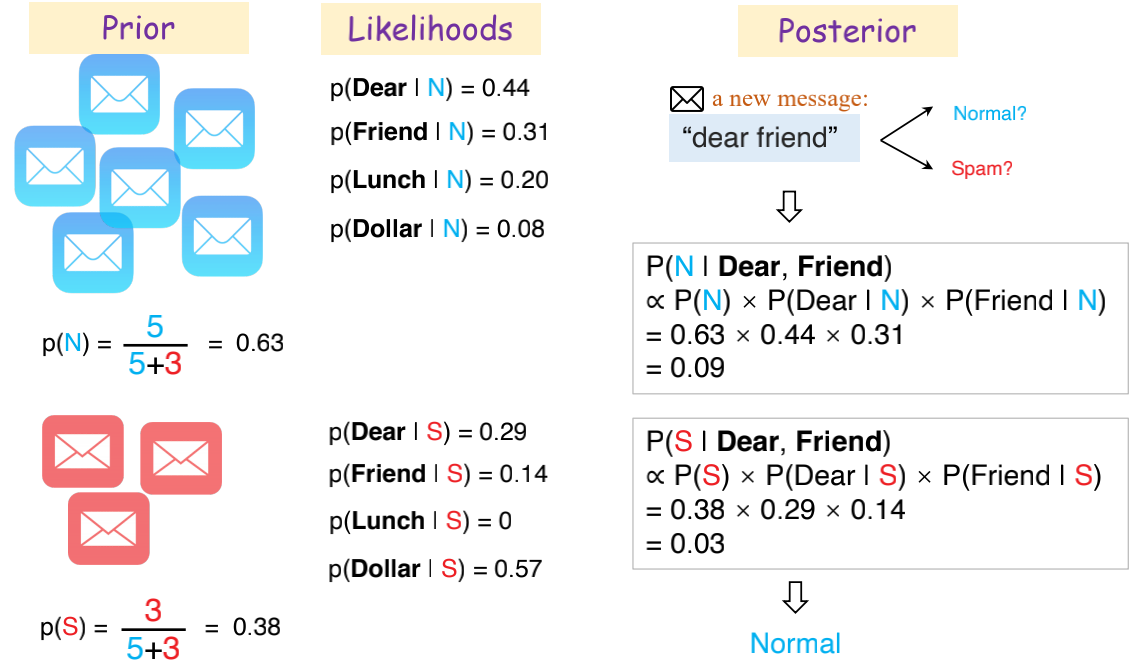 Prior
p(N) = 5/5+3 = 0.63
p(S) = 3/5+3 = 0.38
Likelihoods
p(Dear | N) = 0.44
p(Friend | N) = 0.31
p(Lunch | N) = 0.20
p(Dollar | N) = 0.08
p(Dear | S) = 0.29
p(Friend | S) = 0.14
p(Lunch | S) = 0
p(Dollar | S) = 0.57
Posterior
a new message:
“dear friend”
Normal?
Spam?
P(N | Dear, Friend)
∝ P(N) × P(Dear | N) × P(Friend | N)
= 0.63 × 0.44 × 0.31
= 0.09
P(S | Dear, Friend)
∝ P(S) × P(Dear | S) × P(Friend | S)
= 0.38 × 0.29 × 0.14
= 0.03
Normal